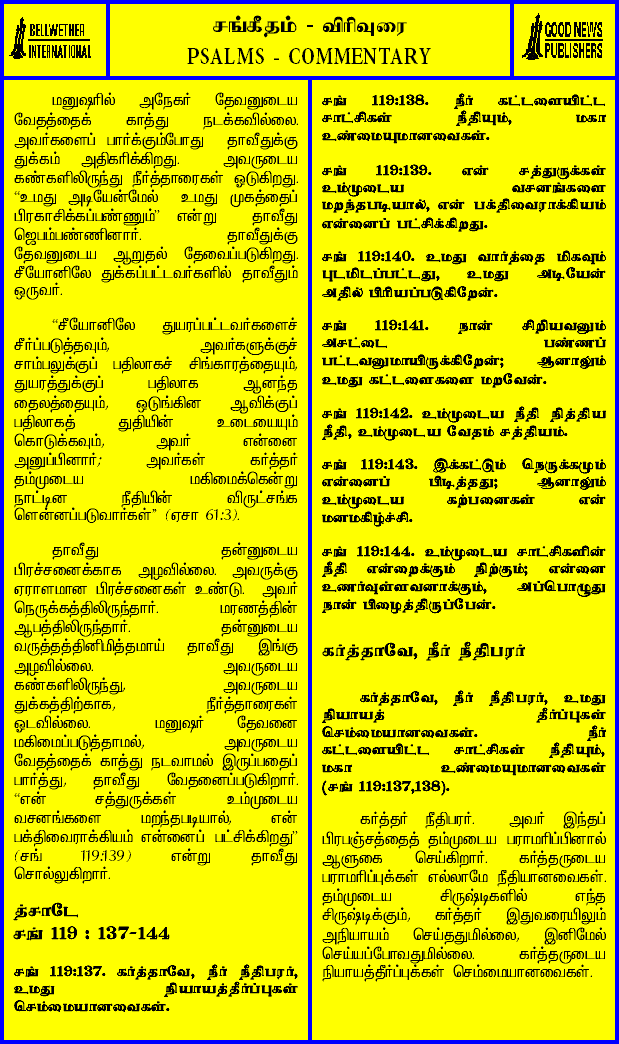 BELLWETHER
INTERNATIONAL
சங்கீதம் - விரிவுரை
PSALMS - COMMENTARY
GOOD NEWS
PUBLISHERS
மனுஷரில் அநேகர் தேவனுடைய
வேதத்தைக் காத்து நடக்கவில்லை.
அவர்களைப் பார்க்கும்போது தாவீதுக்கு
துக்கம் அதிகரிக்கிறது. அவருடைய
கண்களிலிருந்து நீர்த்தாரைகள் ஓடுகிறது.
“உமது அடியேன்மேல் உமது முகத்தைப்
பிரகாசிக்கப்பண்ணும்” என்று தாவீது
ஜெபம்பண்ணினார். தாவீதுக்கு
தேவனுடைய ஆறுதல் தேவைப்படுகிறது.
சீயோனிலே துக்கப்பட்டவர்களில் தாவீதும்
ஒருவர்.
“சீயோனிலே துயரப்பட்டவர்களைச்
சீர்ப்படுத்தவும், அவர்களுக்குச்
சாம்பலுக்குப் பதிலாகச் சிங்காரத்தையும்,
துயரத்துக்குப் பதிலாக ஆனந்த
தைலத்தையும், ஒடுங்கின ஆவிக்குப்
பதிலாகத் துதியின் உடையையும்
கொடுக்கவும், அவர் என்னை
அனுப்பினார்; அவர்கள் கர்த்தர்
தம்முடைய மகிமைக்கென்று
நாட்டின நீதியின் விருட்சங்க
ளென்னப்படுவார்கள்” (ஏசா 61:3).
தாவீது தன்னுடைய
பிரச்சனைக்காக அழவில்லை. அவருக்கு
ஏராளமான பிரச்சனைகள் உண்டு. அவர்
நெருக்கத்திலிருந்தார். மரணத்தின்
ஆபத்திலிருந்தார். தன்னுடைய
வருத்தத்தினிமித்தமாய் தாவீது இங்கு
அழவில்லை. அவருடைய
கண்களிலிருந்து, அவருடைய
துக்கத்திற்காக, நீர்த்தாரைகள்
ஓடவில்லை. மனுஷர் தேவனை
மகிமைப்படுத்தாமல், அவருடைய
வேதத்தைக் காத்து நடவாமல் இருப்பதைப்
பார்த்து, தாவீது வேதனைப்படுகிறார்.
“என் சத்துருக்கள் உம்முடைய
வசனங்களை மறந்தபடியால், என்
பக்திவைராக்கியம் என்னைப் பட்சிக்கிறது”
(சங் 119:139) என்று தாவீது
சொல்லுகிறார்.
த்சாடே
சங் 119 : 137-144
சங் 119:137. கர்த்தாவே, நீர் நீதிபரர்,
உமது நியாயத்தீர்ப்புகள்
செம்மையானவைகள்.
சங் 119:138. நீர் கட்டளையிட்ட
சாட்சிகள் நீதியும், மகா
உண்மையுமானவைகள்.
சங் 119:139. என் சத்துருக்கள்
உம்முடைய வசனங்களை
மறந்தபடியால், என் பக்திவைராக்கியம்
என்னைப் பட்சிக்கிறது.
சங் 119:140. உமது வார்த்தை மிகவும்
புடமிடப்பட்டது, உமது அடியேன்
அதில் பிரியப்படுகிறேன்.
சங் 119:141. நான் சிறியவனும்
அசட்டை பண்ணப்
பட்டவனுமாயிருக்கிறேன்; ஆனாலும்
உமது கட்டளைகளை மறவேன்.
சங் 119:142. உம்முடைய நீதி நித்திய
நீதி, உம்முடைய வேதம் சத்தியம்.
சங் 119:143. இக்கட்டும் நெருக்கமும்
என்னைப் பிடித்தது; ஆனாலும்
உம்முடைய கற்பனைகள் என்
மனமகிழ்ச்சி.
சங் 119:144. உம்முடைய சாட்சிகளின்
நீதி என்றைக்கும் நிற்கும்; என்னை
உணர்வுள்ளவனாக்கும், அப்பொழுது
நான் பிழைத்திருப்பேன்.
கர்த்தாவே, நீர் நீதிபரர்
கர்த்தாவே, நீர் நீதிபரர், உமது
நியாயத் தீர்ப்புகள்
செம்மையானவைகள். நீர்
கட்டளையிட்ட சாட்சிகள் நீதியும்,
மகா உண்மையுமானவைகள்
(சங் 119:137,138).
கர்த்தர் நீதிபரர். அவர் இந்தப்
பிரபஞ்சத்தைத் தம்முடைய பராமரிப்பினால்
ஆளுகை செய்கிறார். கர்த்தருடைய
பராமரிப்புக்கள் எல்லாமே நீதியானவைகள்.
தம்முடைய சிருஷ்டிகளில் எந்த
சிருஷ்டிக்கும், கர்த்தர் இதுவரையிலும்
அநியாயம் செய்ததுமில்லை, இனிமேல்
செய்யப்போவதுமில்லை. கர்த்தருடைய
நியாயத்தீர்ப்புக்கள் செம்மையானவைகள்.